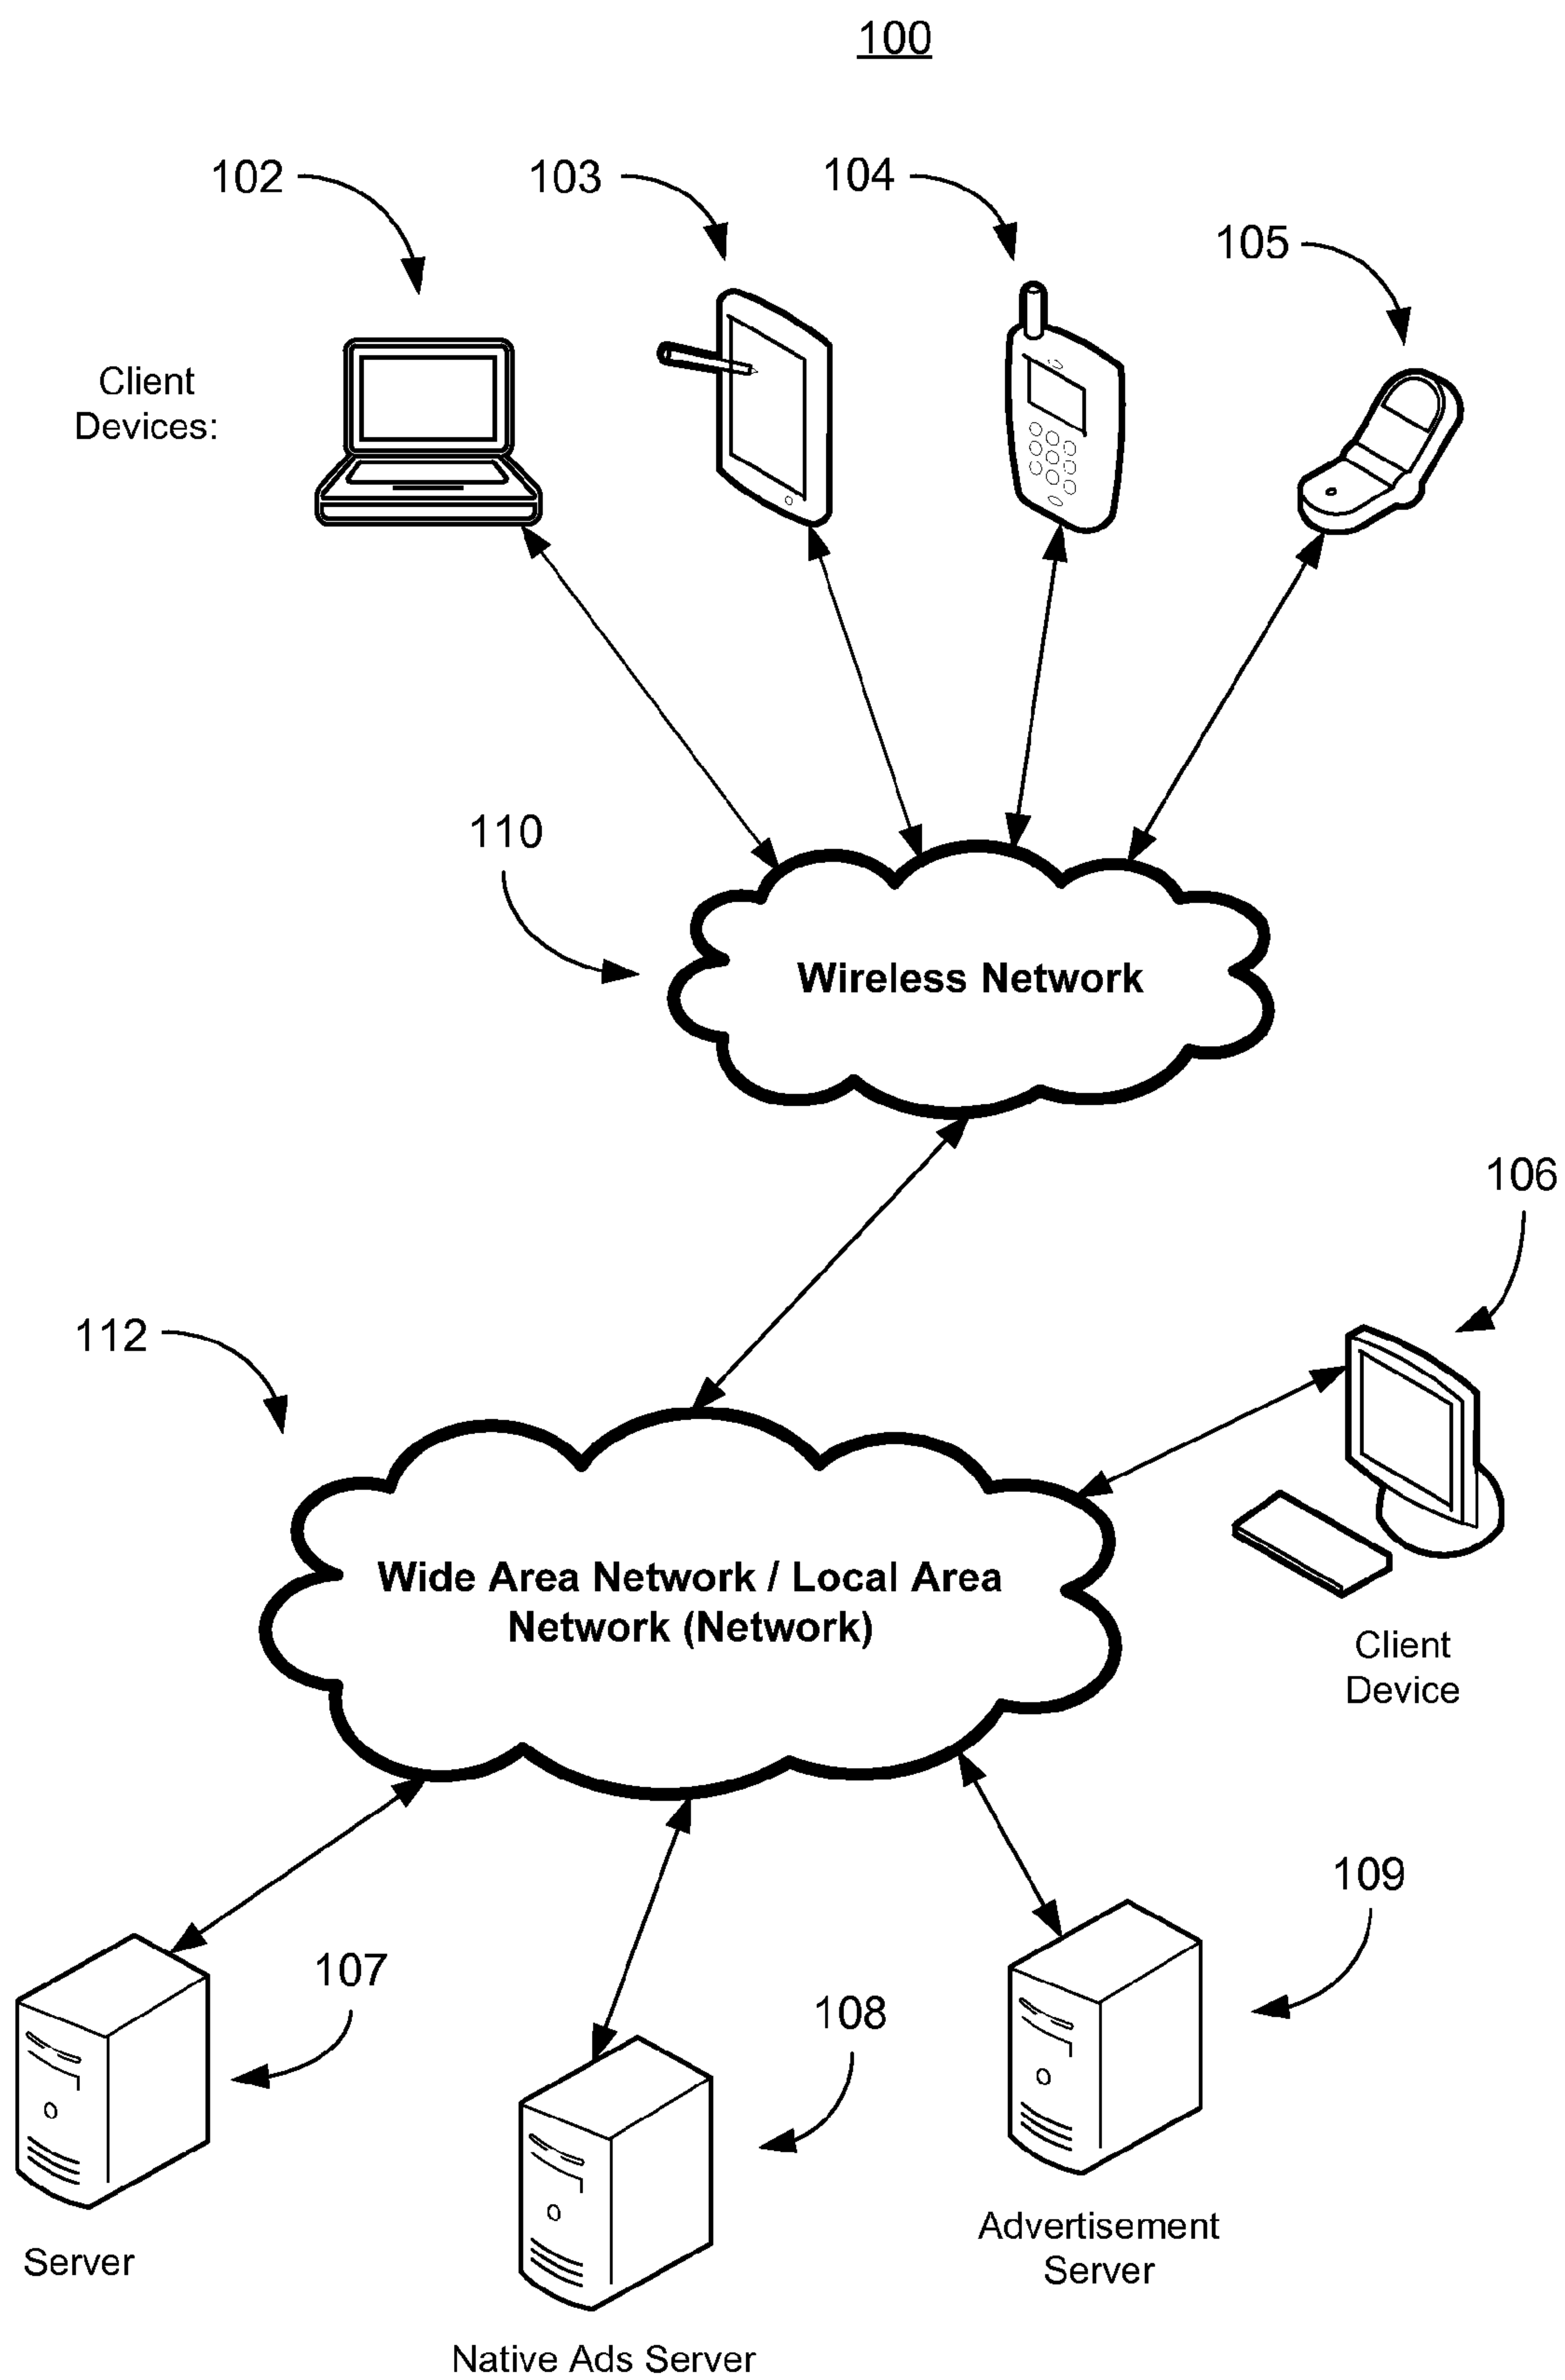 100
102
103
104
105
Client
Devices:
110
Wireless Network
106
112
Wide Area Network / Local Area
Network (Network)
Client
Device
109
107
108
Advertisement
Server
Server
Native Ads Server